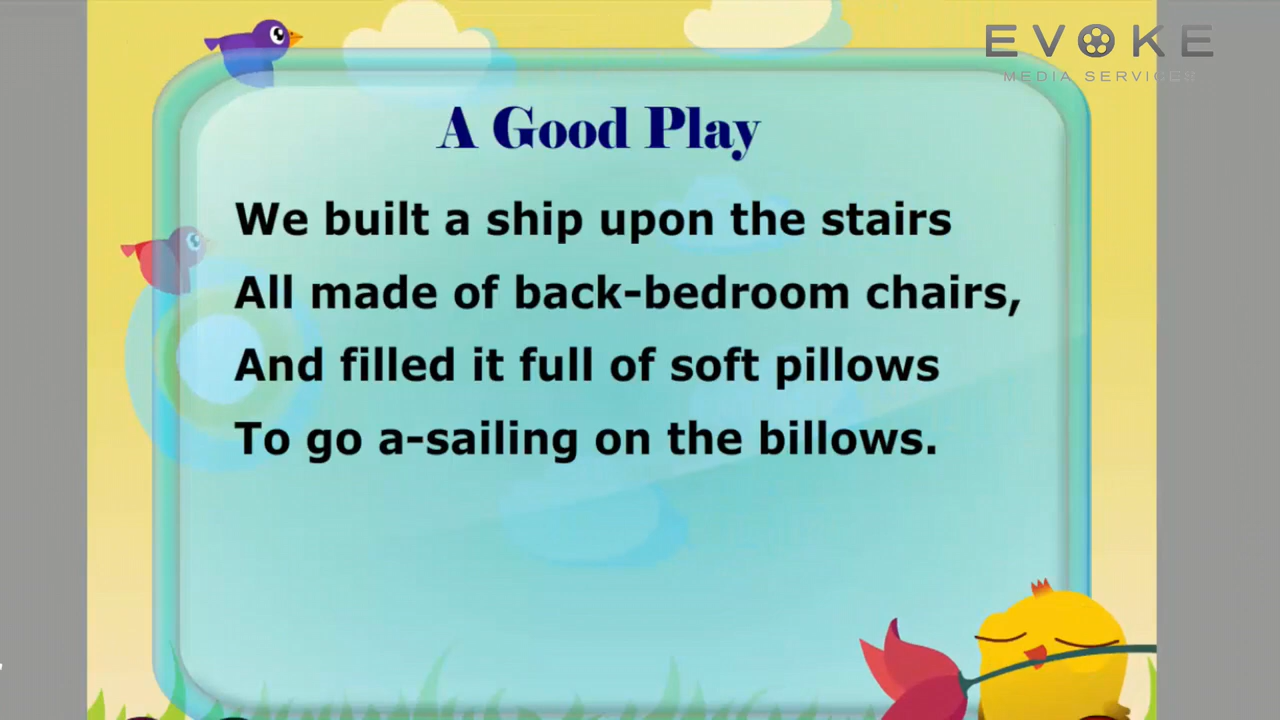 EVOKE
MEDIA SERVICES
A Good Play
We built a ship upon the stairs
All made of back-bedroom chairs,
And filled it full of soft pillows
To go a-sailing on the billows.